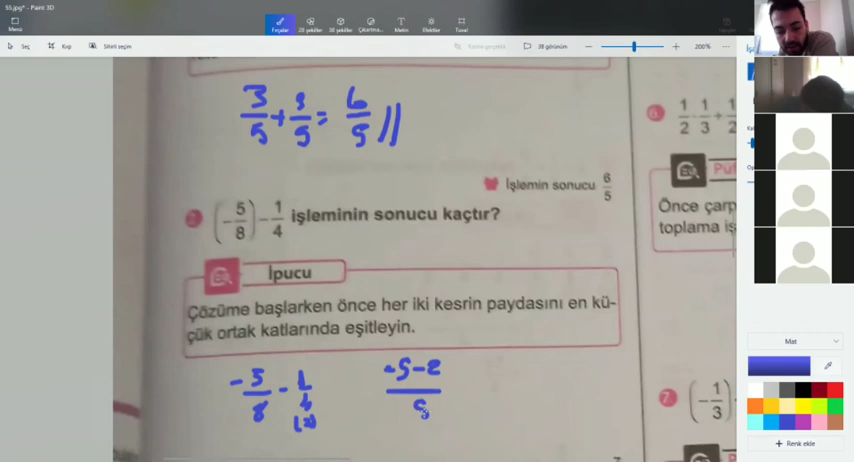 55.jpg* - Paint 3D
Menü
Fırçalar
2B şekiller
3B şekiller
Çıkartma...
Metin
Efektler
Tuval
Seç
Kırp
Sihirli seçim
3B görünüm
200%
3/5 + 3/5 = 6/5 //
İşlemin sonucu 6/5
(-5/8) - 1/4 işleminin sonucu kaçtır?
İpucu
Çözüme başlarken önce her iki kesrin paydasını en kü-
çük ortak katlarında eşitleyin.
-5/8 - 1/4
(2)
-5-2
6.
1/2 - 1/3 + 1/2
Püf
Önce çarp
toplama iş
7.
(-1/3)
Mat
Renk ekle